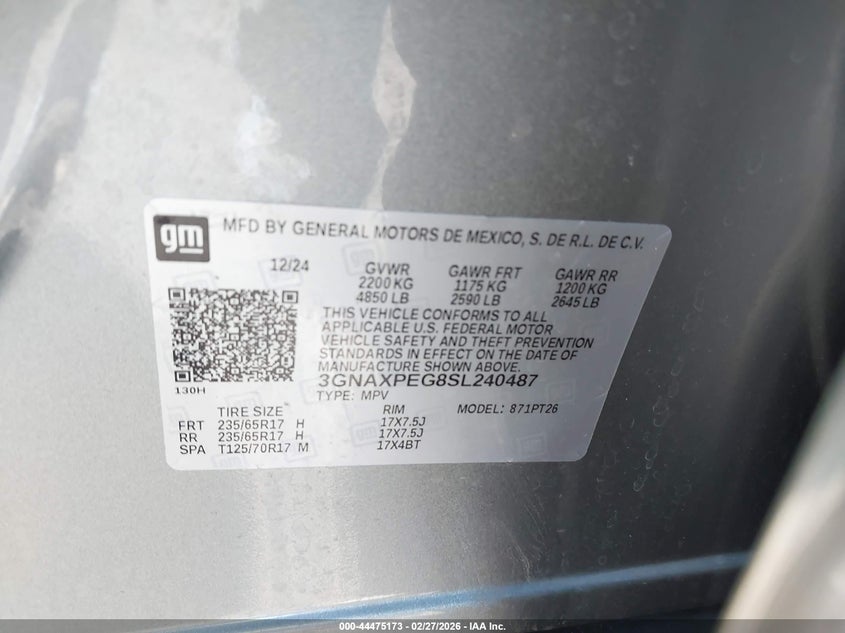 gm
MFD BY GENERAL MOTORS DE MEXICO, S. DE R.L. DE C.V.
12/24 GVWR GAWR FRT GAWR RR
2200 KG 1175 KG 1200 KG
4850 LB 2590 LB 2645 LB
THIS VEHICLE CONFORMS TO ALL
APPLICABLE U.S. FEDERAL MOTOR
VEHICLE SAFETY AND THEFT PREVENTION
STANDARDS IN EFFECT ON THE DATE OF
MANUFACTURE SHOWN ABOVE.
130H
3GNAXPEG8SL240487
TYPE: MPV MODEL: 871PT26
TIRE SIZE RIM
FRT 235/65R17 H 17X7.5J
RR 235/65R17 H 17X7.5J
SPA T125/70R17 M 17X4BT
000-44475173 - 02/27/2026 - IAA Inc.